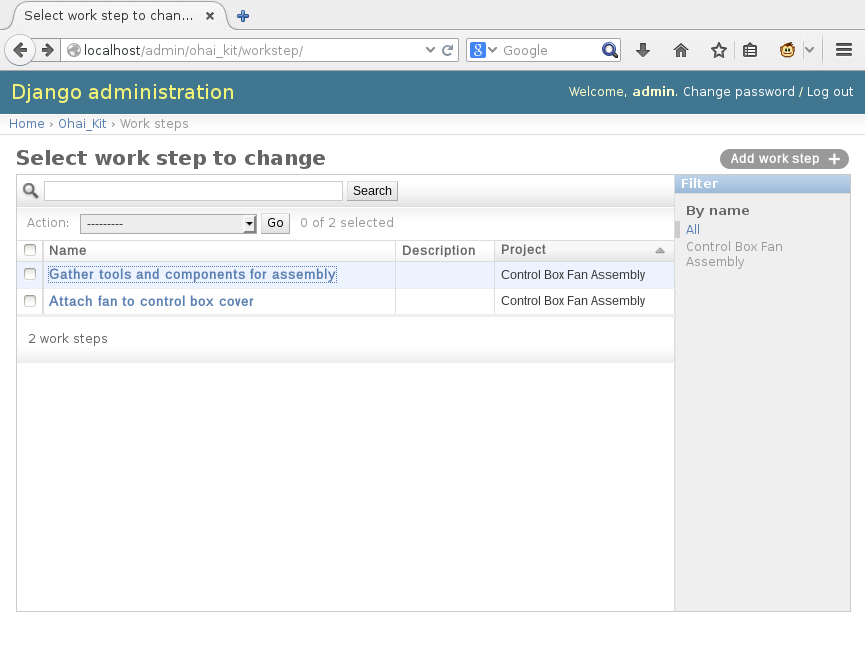 Select work step to chan...
localhost/admin/ohai_kit/workstep/
8
Google
Django administration
Welcome, admin. Change password / Log out
Home › Ohai_Kit › Work steps
Select work step to change
Add work step +
Search
Action: --------- Go 0 of 2 selected
Name Description Project
Gather tools and components for assembly Control Box Fan Assembly
Attach fan to control box cover Control Box Fan Assembly
2 work steps
Filter
By name
All
Control Box Fan
Assembly